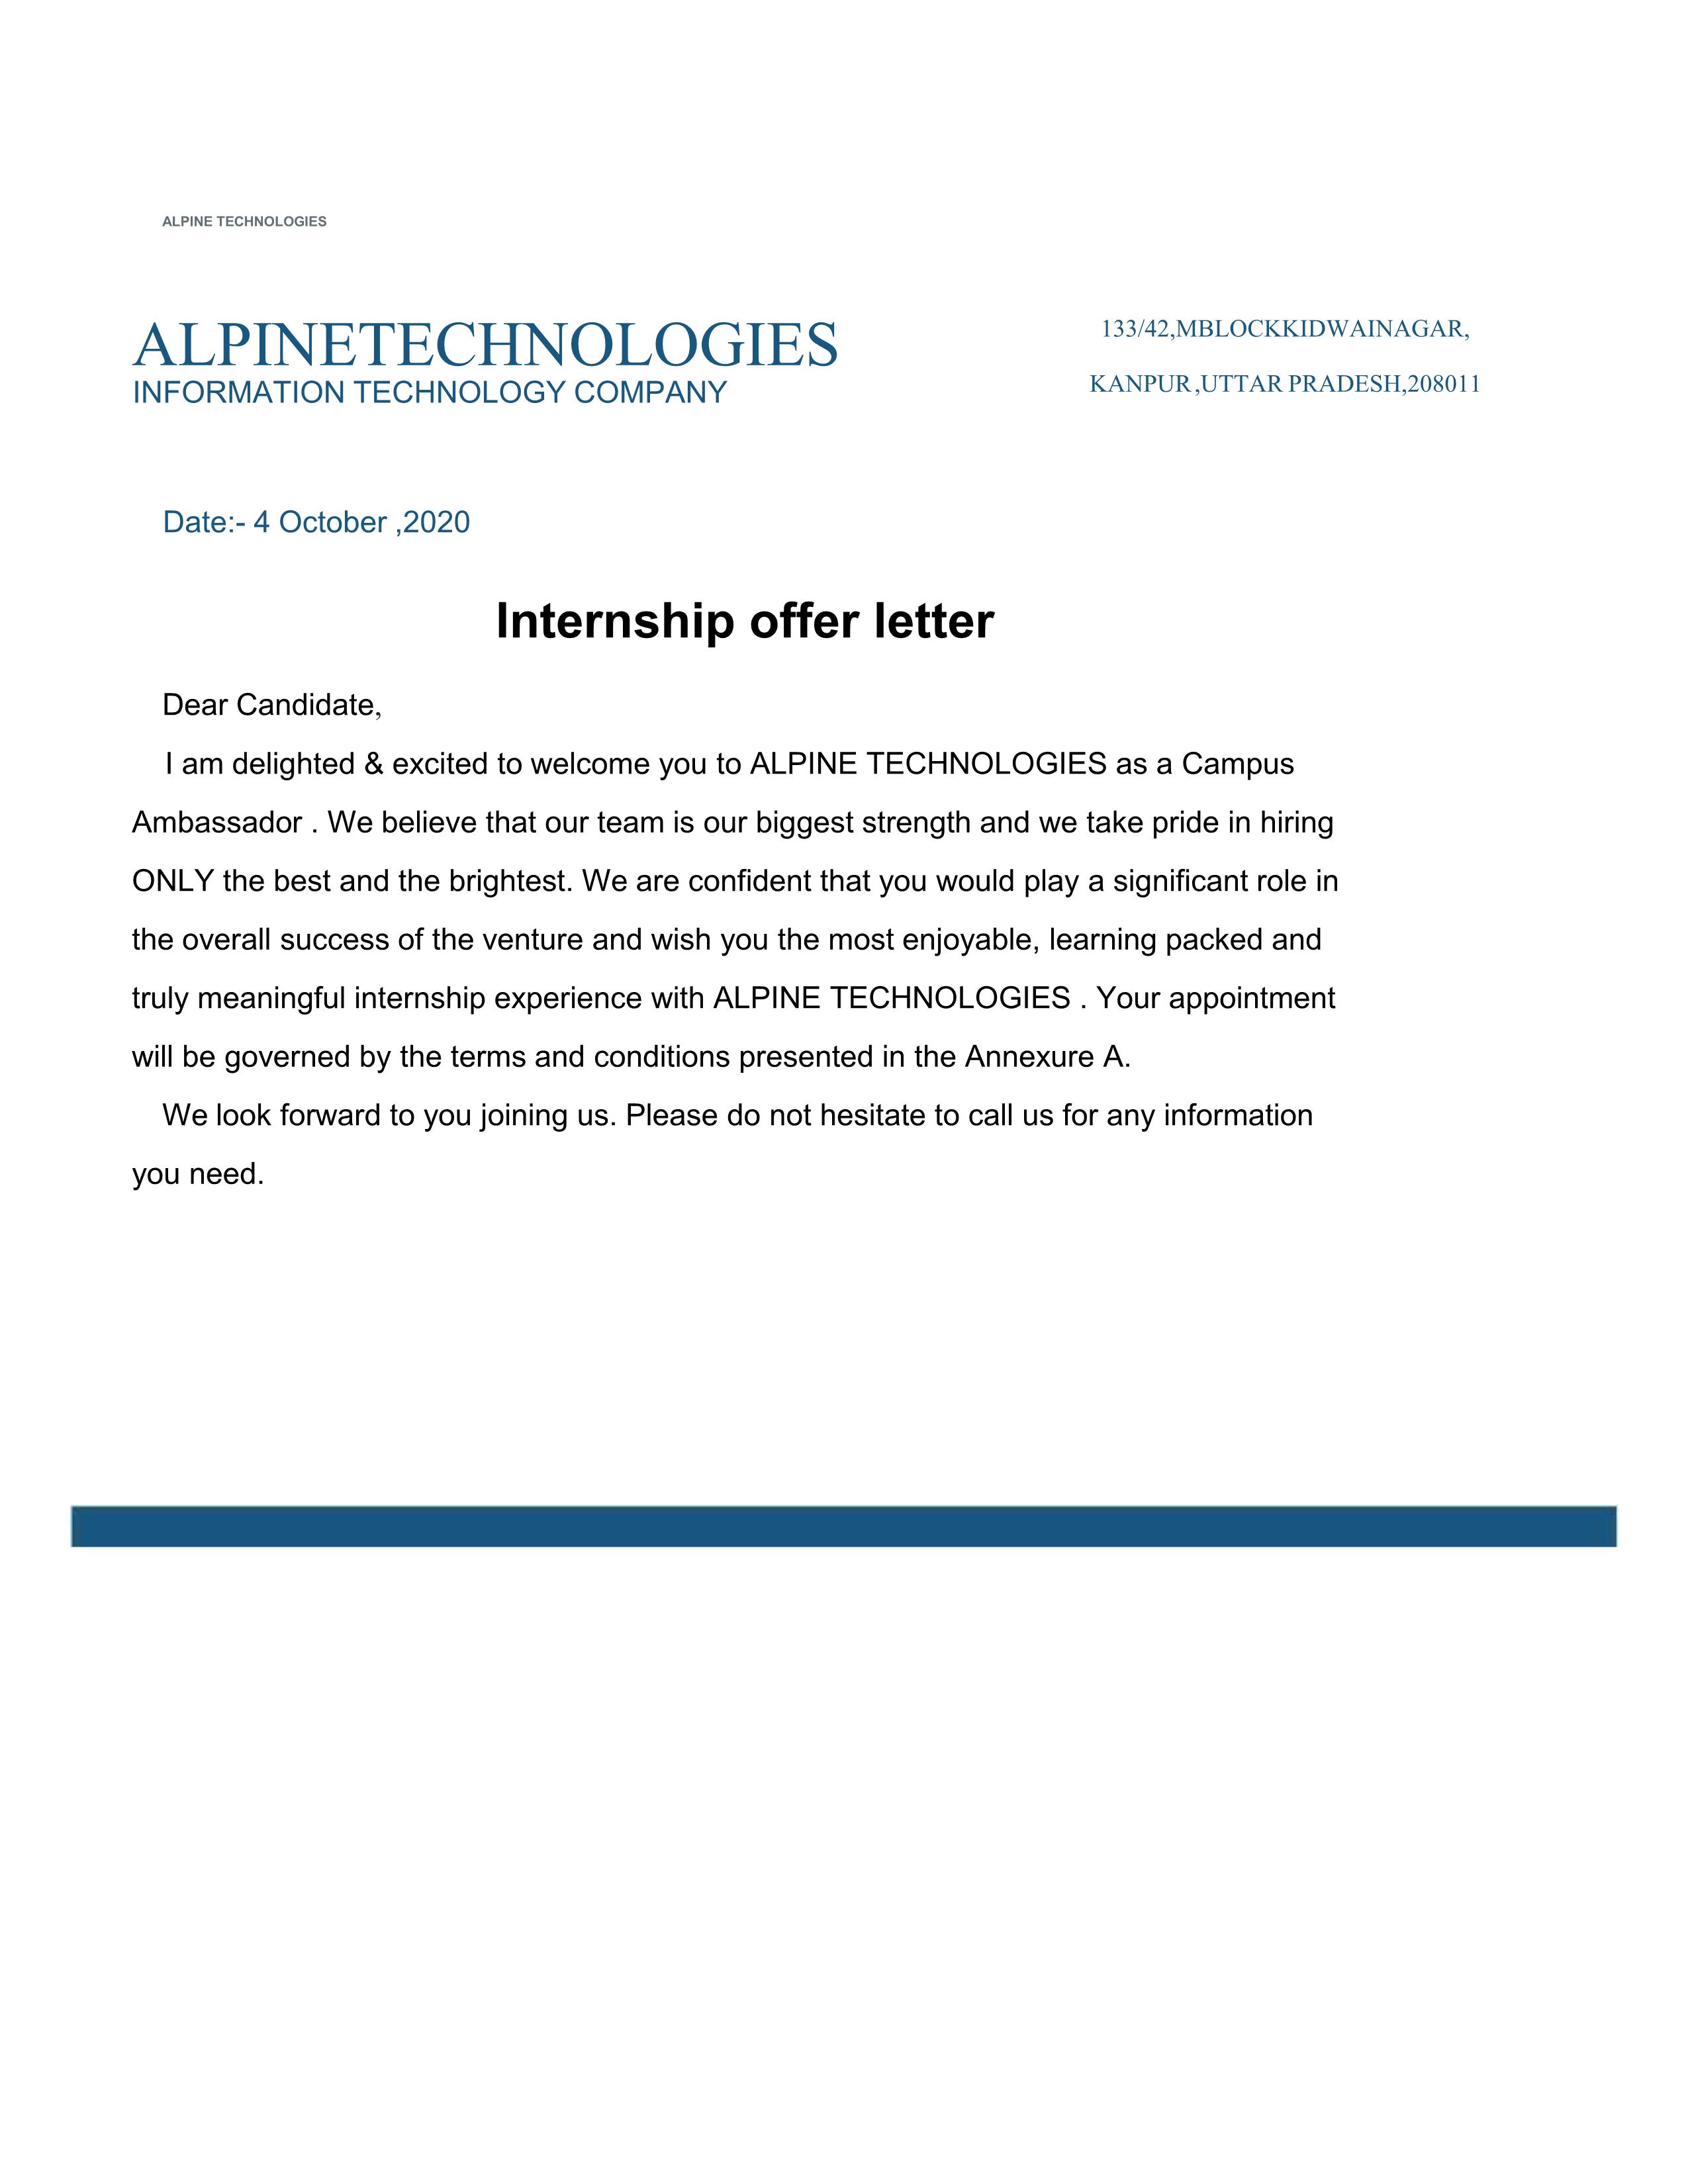 ALPINE TECHNOLOGIES
ALPINETECHNOLOGIES
INFORMATION TECHNOLOGY COMPANY
133/42,MBLOCKKIDWAINAGAR,
KANPUR,UTTAR PRADESH,208011
Date:- 4 October ,2020
Internship offer letter
Dear Candidate,
I am delighted & excited to welcome you to ALPINE TECHNOLOGIES as a Campus
Ambassador . We believe that our team is our biggest strength and we take pride in hiring
ONLY the best and the brightest. We are confident that you would play a significant role in
the overall success of the venture and wish you the most enjoyable, learning packed and
truly meaningful internship experience with ALPINE TECHNOLOGIES . Your appointment
will be governed by the terms and conditions presented in the Annexure A.
We look forward to you joining us. Please do not hesitate to call us for any information
you need.